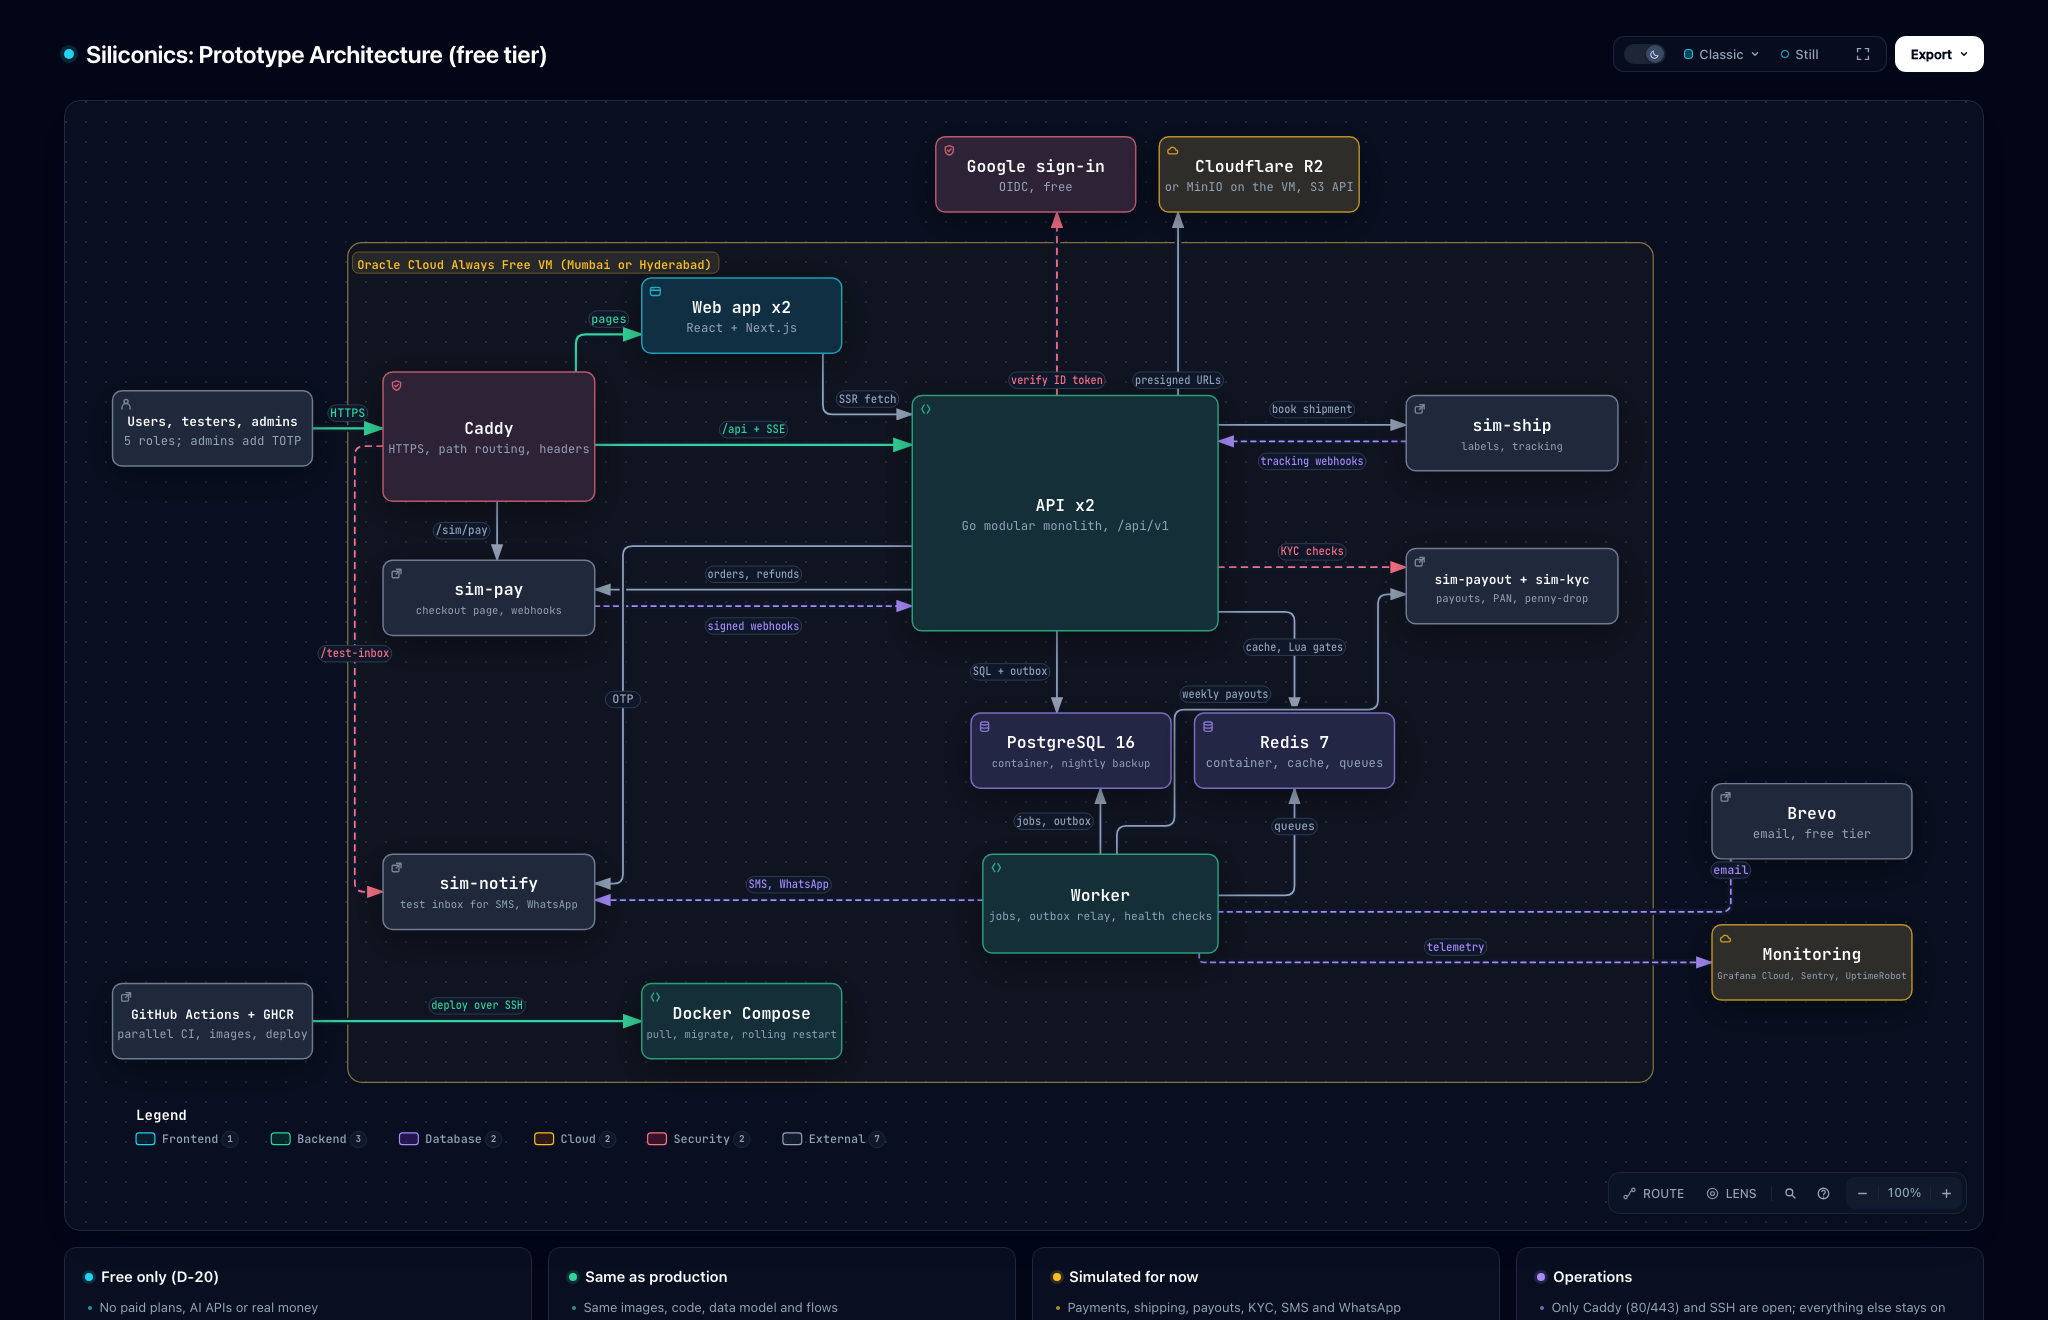 Siliconics: Prototype Architecture (free tier)
Classic
Still
Export
Google sign-in
OIDC, free
Cloudflare R2
or MinIO on the VM, S3 API
Oracle Cloud Always Free VM (Mumbai or Hyderabad)
Web app x2
React + Next.js
pages
verify ID token
presigned URLs
SSR fetch
Users, testers, admins
5 roles; admins add TOTP
HTTPS
Caddy
HTTPS, path routing, headers
/api + SSE
book shipment
sim-ship
labels, tracking
tracking webhooks
API x2
Go modular monolith, /api/v1
/sim/pay
KYC checks
sim-pay
checkout page, webhooks
orders, refunds
signed webhooks
sim-payout + sim-kyc
payouts, PAN, penny-drop
/test-inbox
cache, Lua gates
SQL + outbox
OTP
weekly payouts
PostgreSQL 16
container, nightly backup
Redis 7
container, cache, queues
jobs, outbox
queues
Brevo
email, free tier
email
sim-notify
test inbox for SMS, WhatsApp
SMS, WhatsApp
Worker
jobs, outbox relay, health checks
telemetry
Monitoring
Grafana Cloud, Sentry, UptimeRobot
GitHub Actions + GHCR
parallel CI, images, deploy
deploy over SSH
Docker Compose
pull, migrate, rolling restart
Legend
Frontend 1
Backend 3
Database 2
Cloud 2
Security 2
External 7
ROUTE
LENS
100%
Free only (D-20)
• No paid plans, AI APIs or real money
Same as production
• Same images, code, data model and flows
Simulated for now
• Payments, shipping, payouts, KYC, SMS and WhatsApp
Operations
• Only Caddy (80/443) and SSH are open; everything else stays on